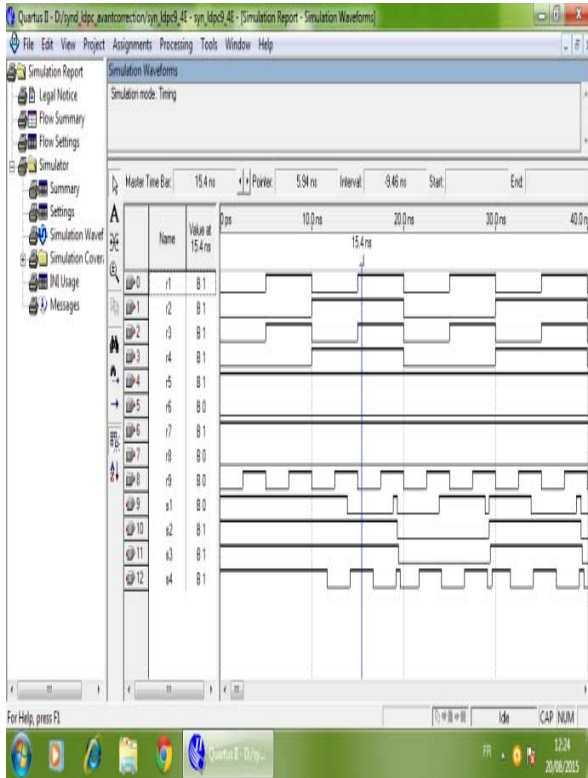 Quartus II - D:/synd_ldpc_avantcorrection/syn_ldpc9_4E - syn_ldpc9_4E - [Simulation Report - Simulation Waveforms]
File Edit View Project Assignments Processing Tools Window Help
Simulation Report
Legal Notice
Flow Summary
Flow Settings
Simulator
Summary
Settings
Simulation Wavef
Simulation Cover
INI Usage
Messages
Simulation Waveforms
Simulation mode: Timing
Master Time Bar: 15.4 ns Pointer: 5.94 ns Interval: -9.46 ns Start: End:
Name Value at 15.4 ns
0 ps 10.0 ns 20.0 ns 30.0 ns 40.0 n
15.4 ns
0 r1 B 1
1 r2 B 1
2 r3 B 1
3 r4 B 1
4 r5 B 1
5 r6 B 0
6 r7 B 1
7 r8 B 0
8 r9 B 0
9 s1 B 0
10 s2 B 1
11 s3 B 1
12 s4 B 1
For Help, press F1
Idle CAP NUM
Quartus II - D:/sy...
FR 12:24
20/08/2015